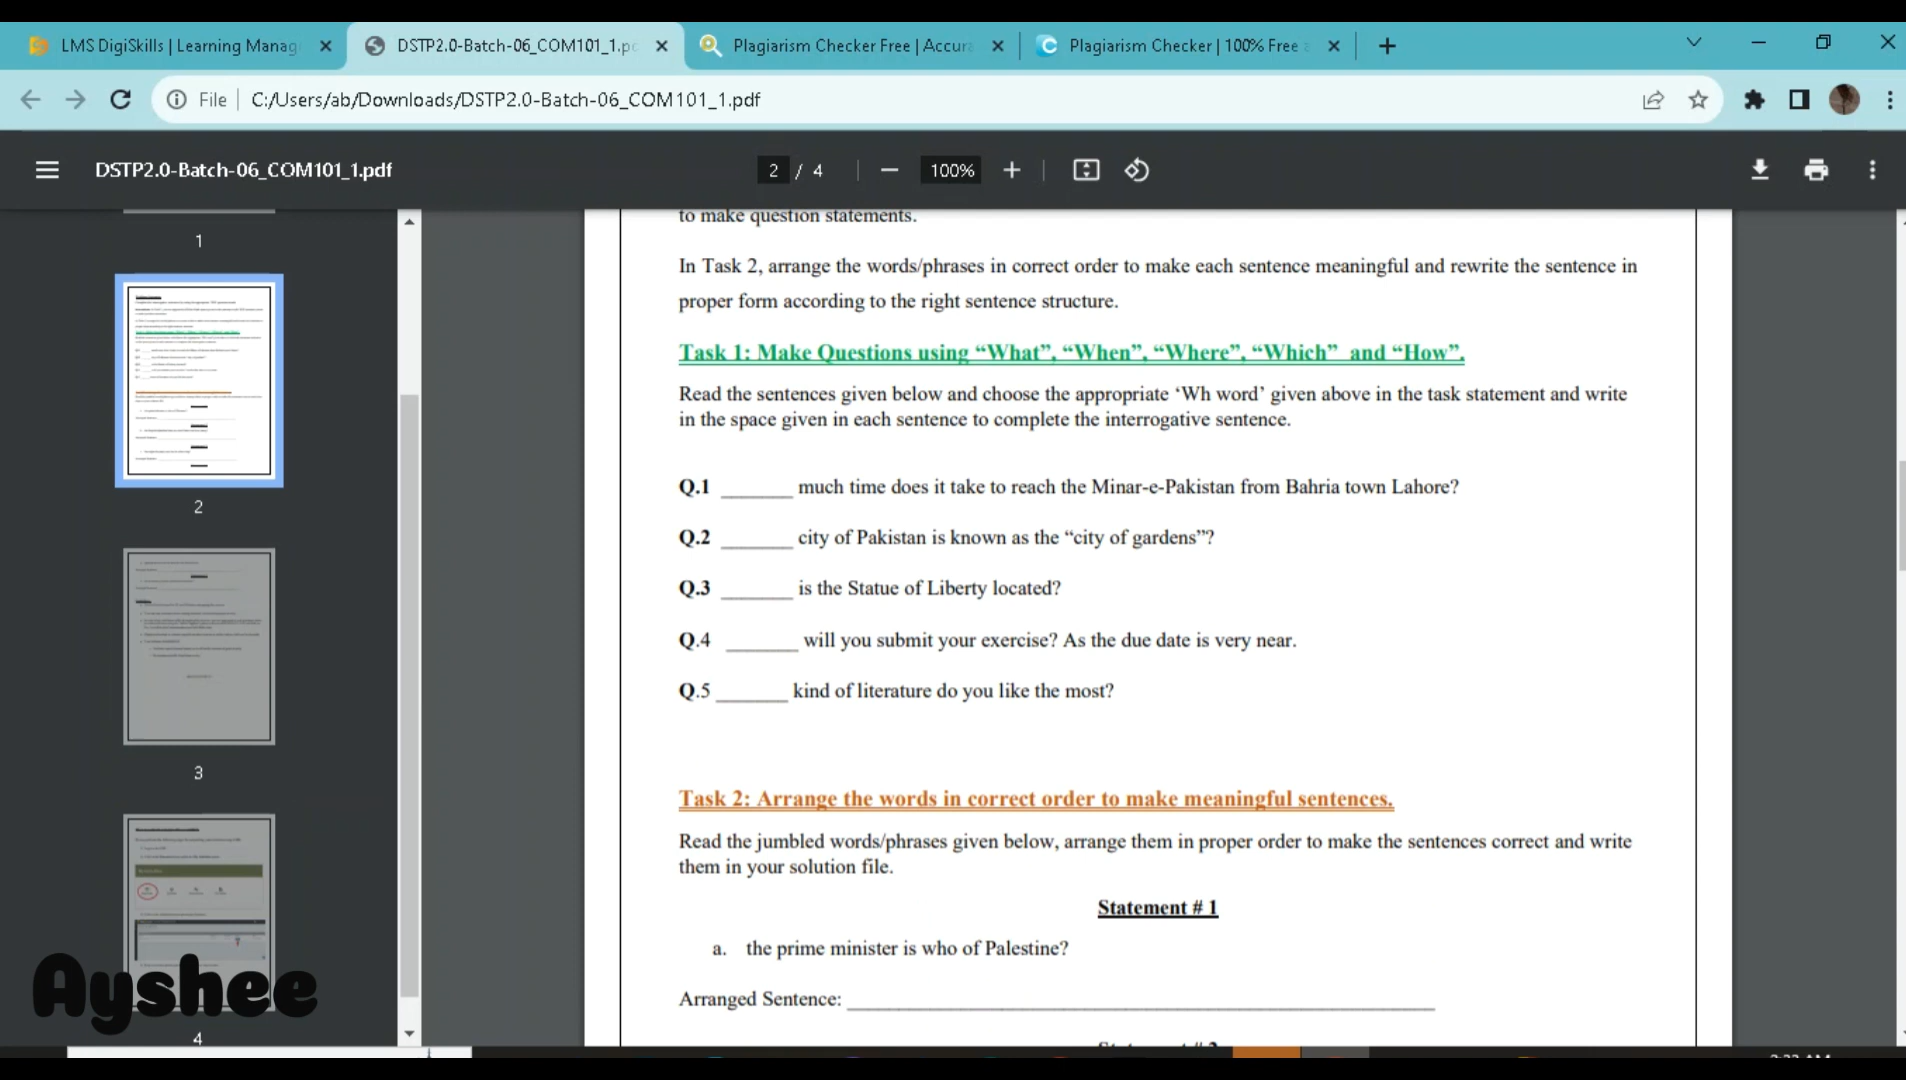 LMS DigiSkills | Learning Manag
DSTP2.0-Batch-06_COM101_1.p
Plagiarism Checker Free | Accura
Plagiarism Checker | 100% Free
File
C:/Users/ab/Downloads/DSTP2.0-Batch-06_COM101_1.pdf
DSTP2.0-Batch-06_COM101_1.pdf
2 / 4
100%
1
2
3
4
to make question statements.
In Task 2, arrange the words/phrases in correct order to make each sentence meaningful and rewrite the sentence in
proper form according to the right sentence structure.
Task 1: Make Questions using “What”, “When”, “Where”, “Which” and “How”.
Read the sentences given below and choose the appropriate ‘Wh word’ given above in the task statement and write
in the space given in each sentence to complete the interrogative sentence.
Q.1 _______ much time does it take to reach the Minar-e-Pakistan from Bahria town Lahore?
Q.2 _______ city of Pakistan is known as the “city of gardens”?
Q.3 _______ is the Statue of Liberty located?
Q.4 _______ will you submit your exercise? As the due date is very near.
Q.5 _______ kind of literature do you like the most?
Task 2: Arrange the words in correct order to make meaningful sentences.
Read the jumbled words/phrases given below, arrange them in proper order to make the sentences correct and write
them in your solution file.
Statement # 1
a. the prime minister is who of Palestine?
Arranged Sentence: ____________________
Ayshee